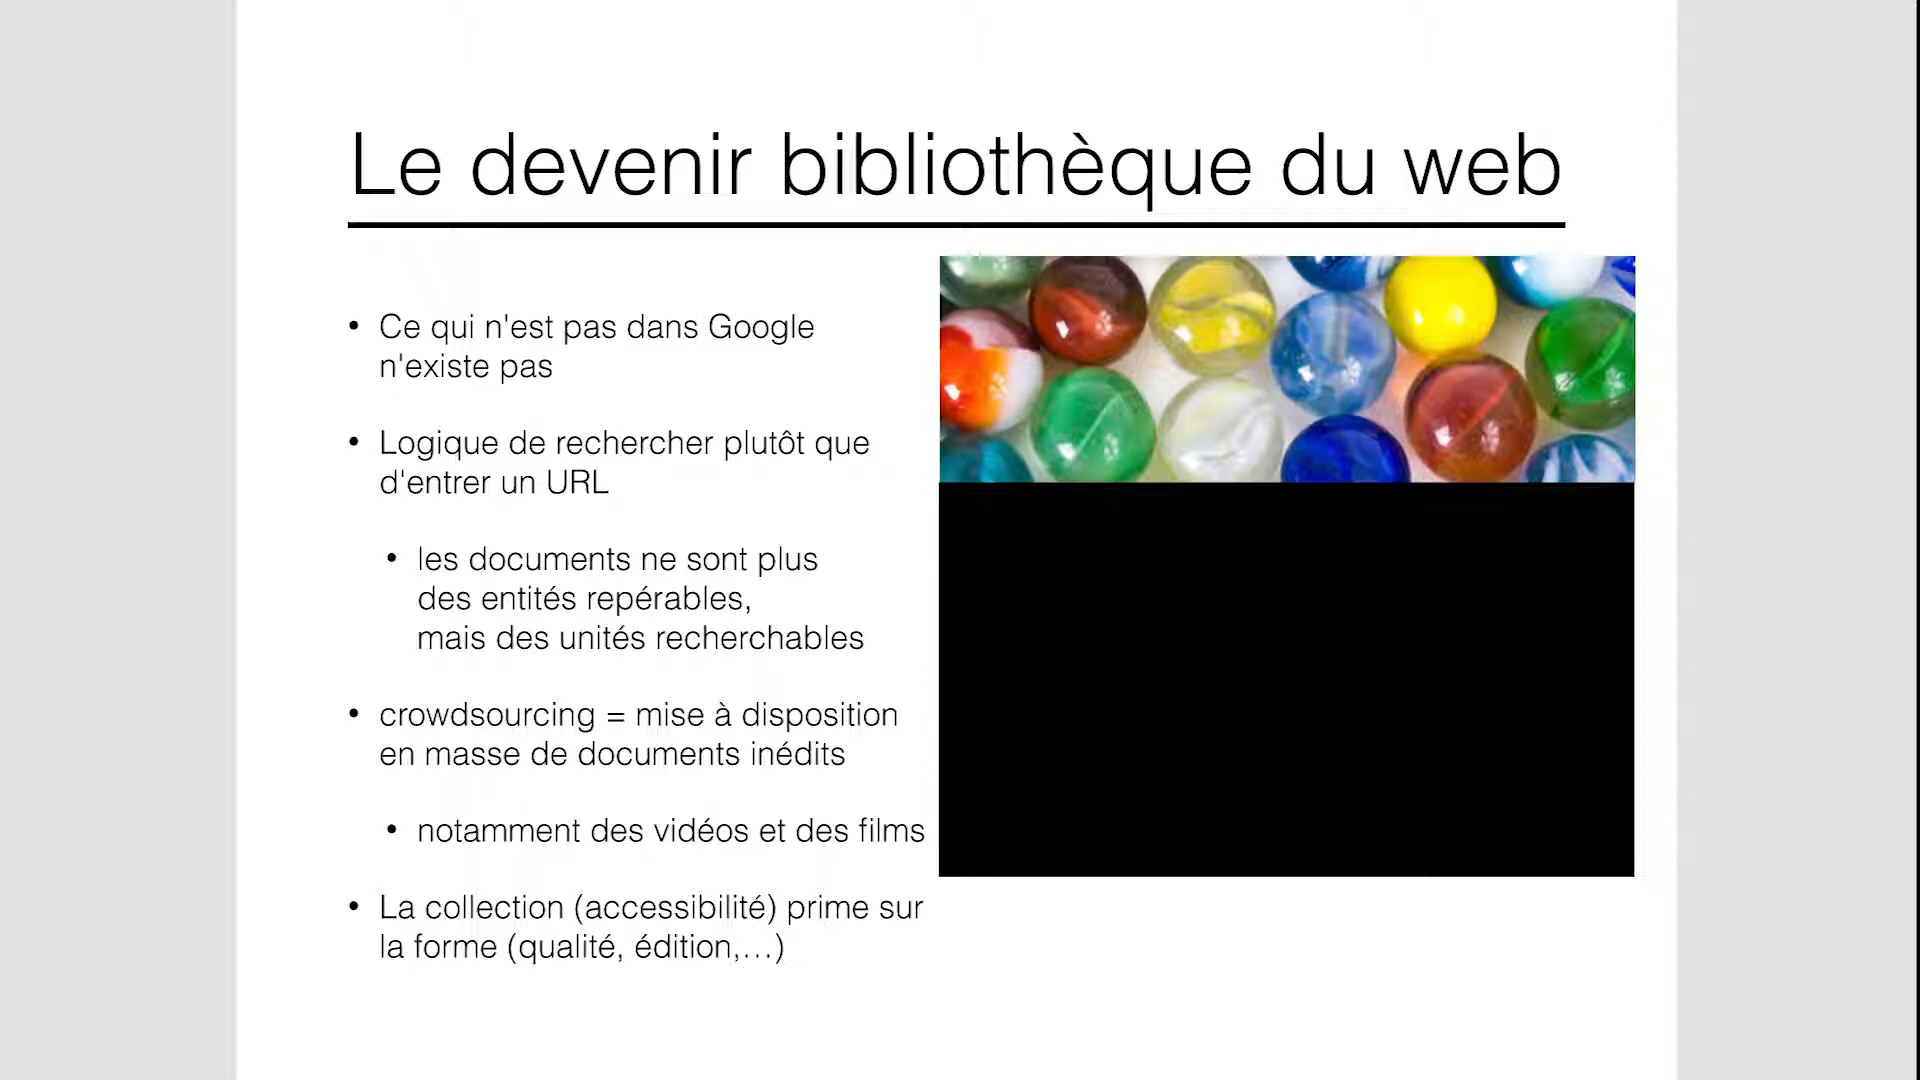 Le devenir bibliothèque du web
• Ce qui n'est pas dans Google
n'existe pas
• Logique de rechercher plutôt que
d'entrer un URL
• les documents ne sont plus
des entités repérables,
mais des unités recherchables
• crowdsourcing = mise à disposition
en masse de documents inédits
• notamment des vidéos et des films
• La collection (accessibilité) prime sur
la forme (qualité, édition,…)